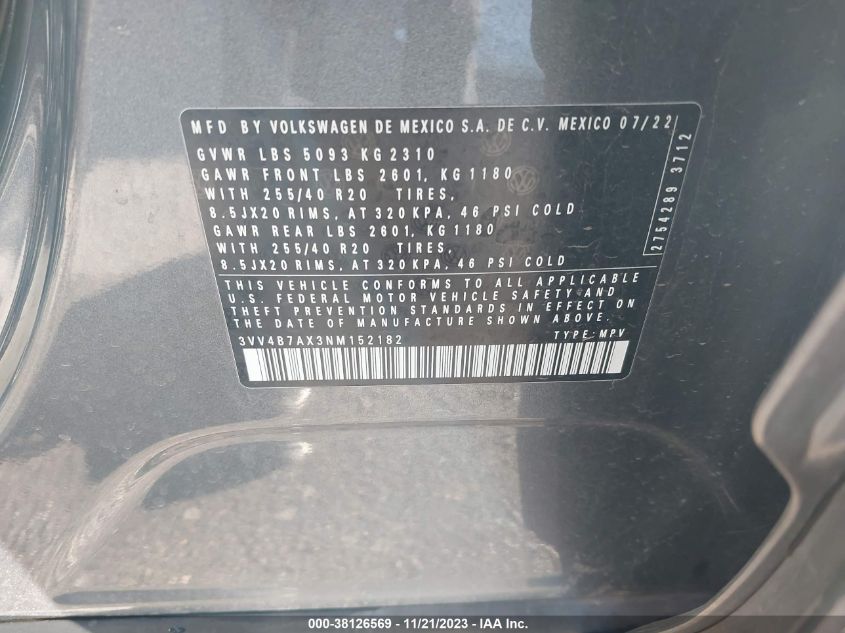 MFD BY VOLKSWAGEN DE MEXICO S.A. DE C.V. MEXICO 07/22
GVWR LBS 5093 KG 2310
GAWR FRONT LBS 2601, KG 1180
WITH 255/40 R20 TIRES,
8.5JX20 RIMS, AT 320 KPA, 46 PSI COLD
GAWR REAR LBS 2601, KG 1180
WITH 255/40 R20 TIRES,
8.5JX20 RIMS, AT 320 KPA, 46 PSI COLD
2754289 3712
THIS VEHICLE CONFORMS TO ALL APPLICABLE
U.S. FEDERAL MOTOR VEHICLE SAFETY AND
THEFT PREVENTION STANDARDS IN EFFECT ON
THE DATE OF MANUFACTURE SHOWN ABOVE.
3VV4B7AX3NM152182 TYPE: MPV
000-38126569 - 11/21/2023 - IAAI.com